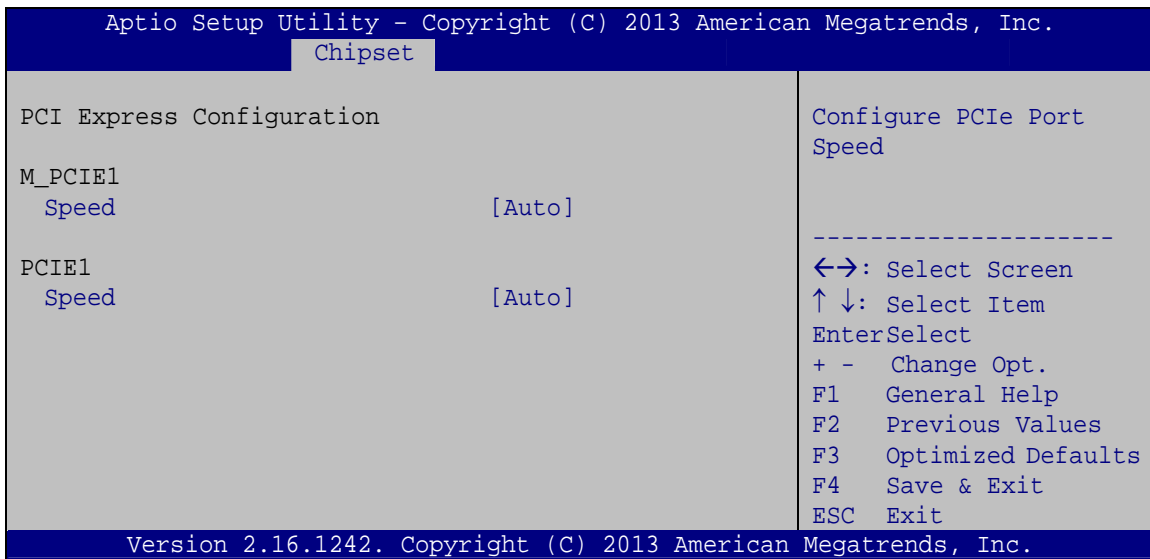 Aptio Setup Utility – Copyright (C) 2013 American Megatrends, Inc.
Chipset
PCI Express Configuration
M_PCIE1
Speed [Auto]
PCIE1
Speed [Auto]
Configure PCIe Port
Speed
---------------------
←→: Select Screen
↑ ↓: Select Item
EnterSelect
+ - Change Opt.
F1 General Help
F2 Previous Values
F3 Optimized Defaults
F4 Save & Exit
ESC Exit
Version 2.16.1242. Copyright (C) 2013 American Megatrends, Inc.